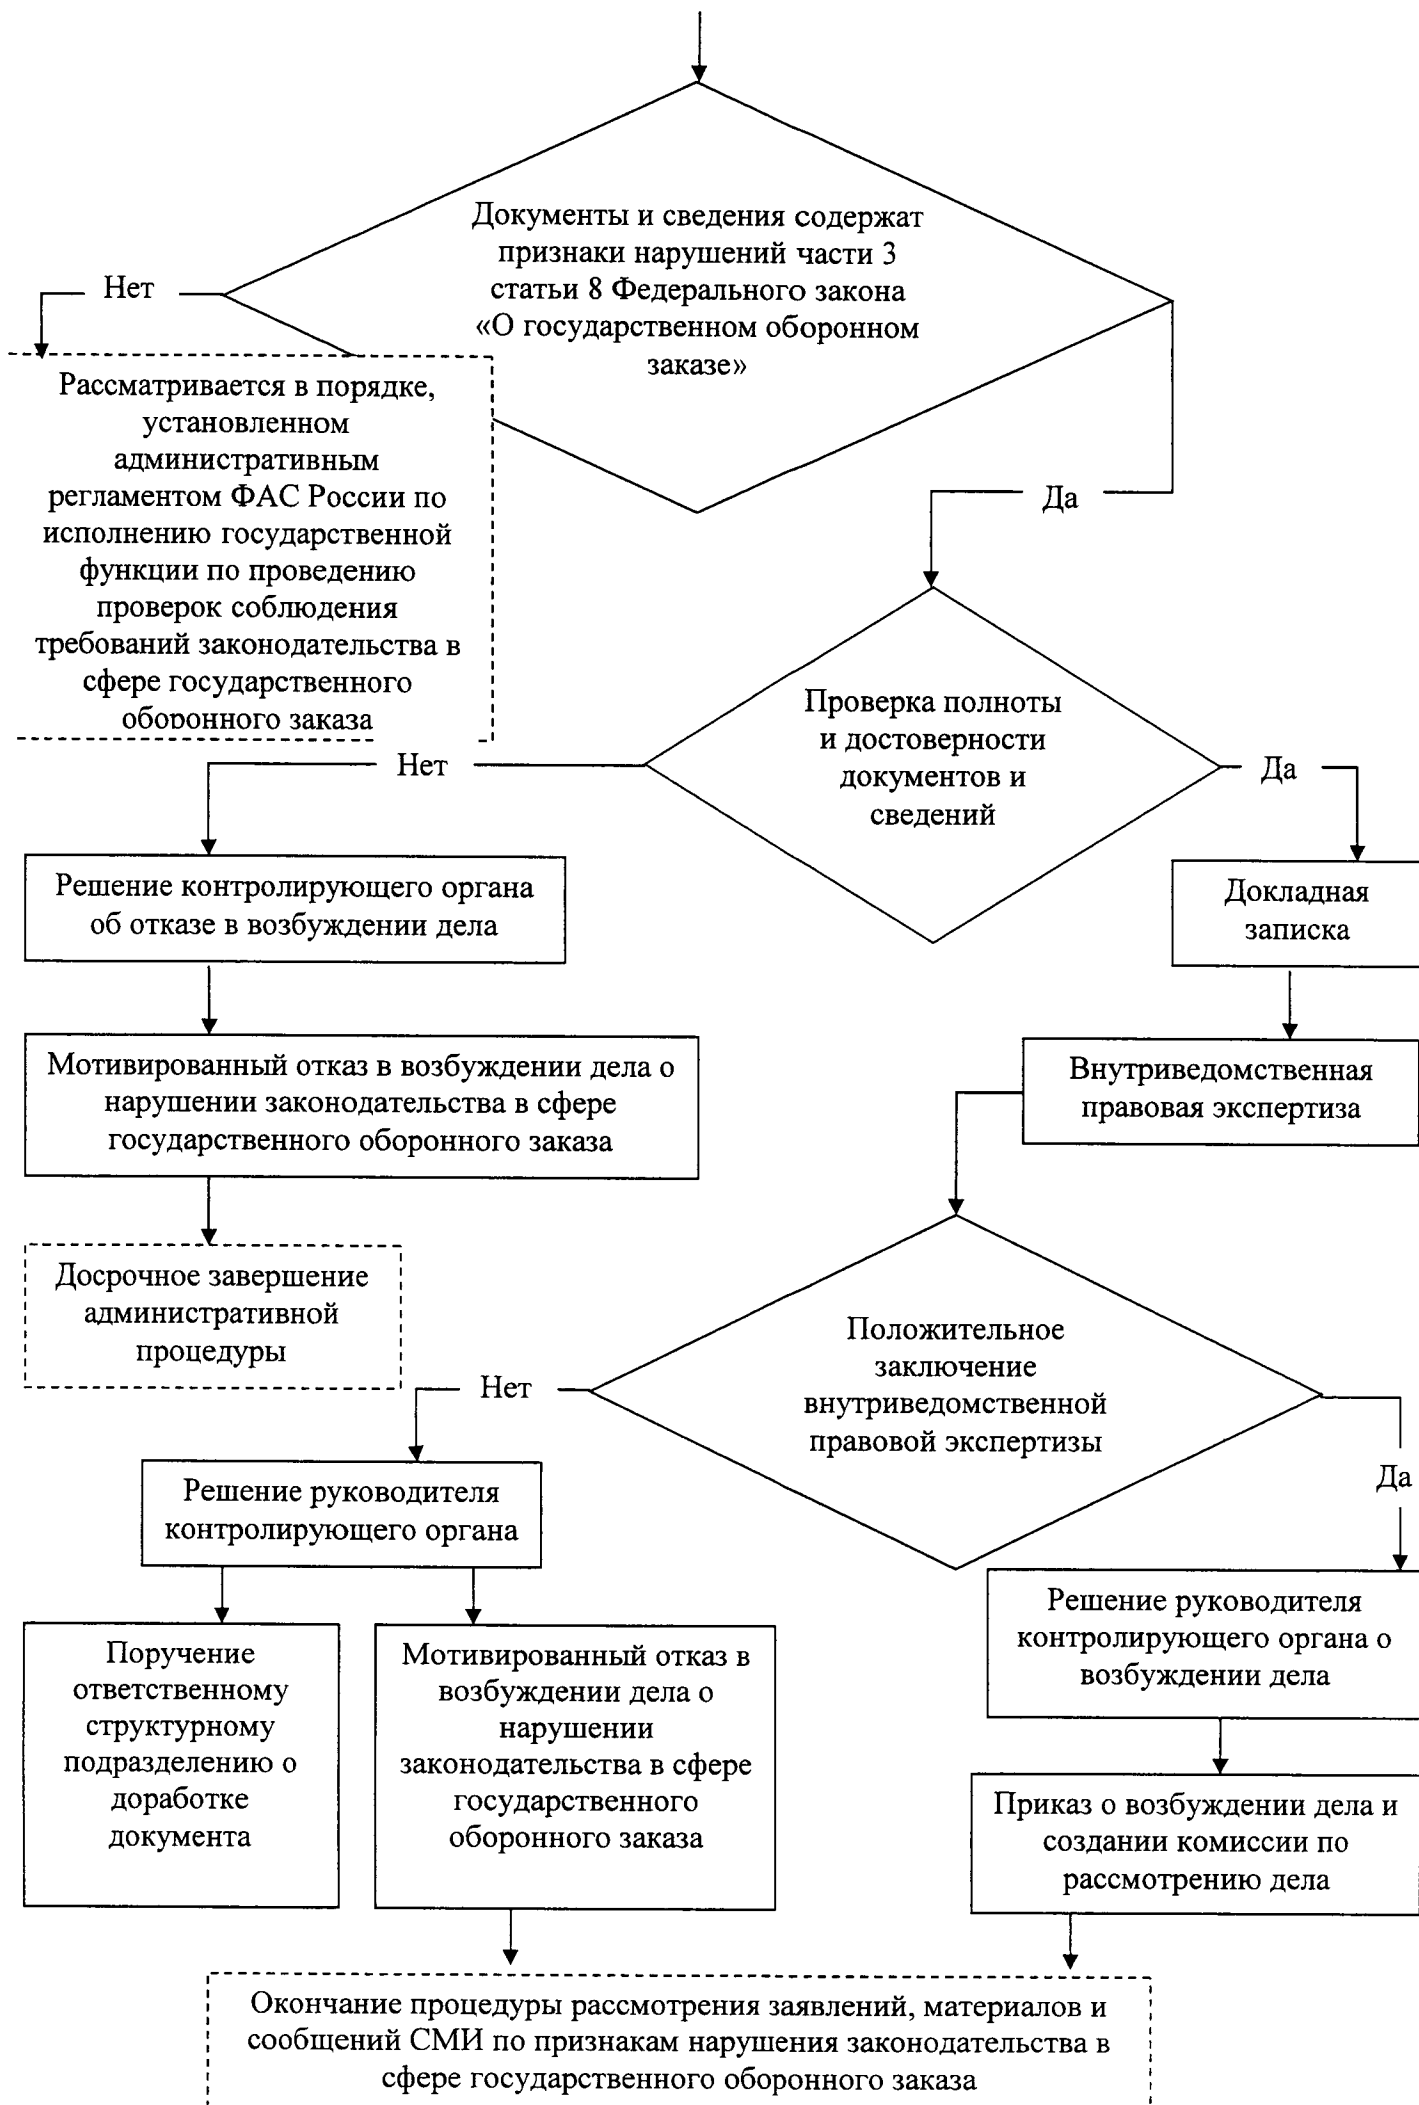 Документы и сведения содержат
признаки нарушений части 3
статьи 8 Федерального закона
«О государственном оборонном
заказе»
Нет
Рассматривается в порядке,
установленном
административным
регламентом ФАС России по
исполнению государственной
функции по проведению
проверок соблюдения
требований законодательства в
сфере государственного
оборонного заказа
Да
Проверка полноты
и достоверности
документов и
сведений
Нет
Да
Решение контролирующего органа
об отказе в возбуждении дела
Докладная
записка
Мотивированный отказ в возбуждении дела о
нарушении законодательства в сфере
государственного оборонного заказа
Внутриведомственная
правовая экспертиза
Досрочное завершение
административной
процедуры
Положительное
заключение
внутриведомственной
правовой экспертизы
Нет
Да
Решение руководителя
контролирующего органа
Решение руководителя
контролирующего органа о
возбуждении дела
Поручение
ответственному
структурному
подразделению о
доработке
документа
Мотивированный отказ в
возбуждении дела о
нарушении
законодательства в сфере
государственного
оборонного заказа
Приказ о возбуждении дела и
создании комиссии по
рассмотрению дела
Окончание процедуры рассмотрения заявлений, материалов и
сообщений СМИ по признакам нарушения законодательства в
сфере государственного оборонного заказа